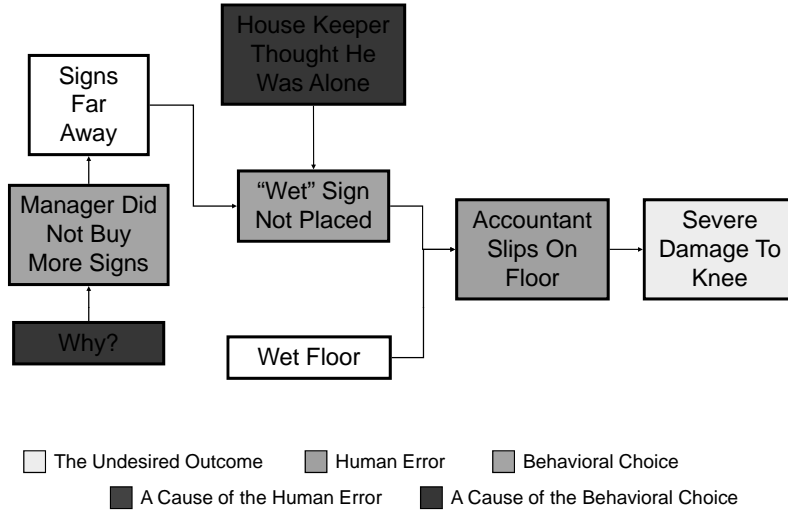 House Keeper
Thought He
Was Alone
Signs
Far
Away
Manager Did
Not Buy
More Signs
Why?
“Wet” Sign
Not Placed
Wet Floor
Accountant
Slips On
Floor
Severe
Damage To
Knee
The Undesired Outcome
Human Error
Behavioral Choice
A Cause of the Human Error
A Cause of the Behavioral Choice